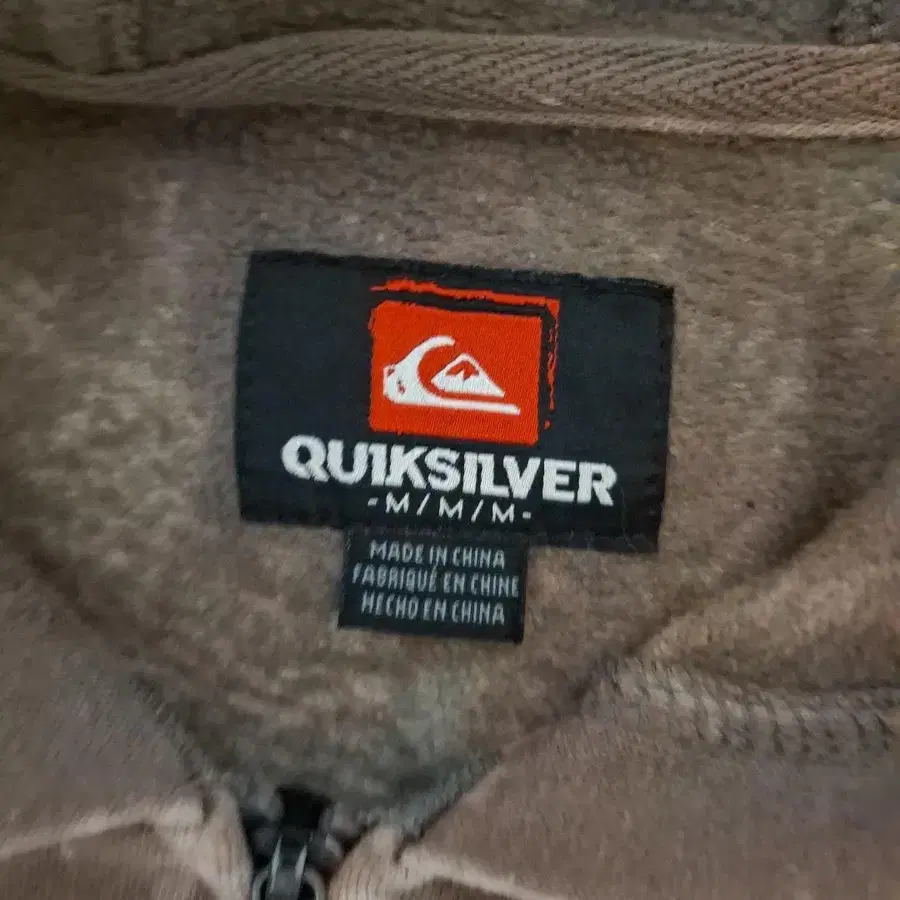 QUIKSILVER
-M/M/M-
MADE IN CHINA
FABRIQUÉ EN CHINE
HECHO EN CHINA